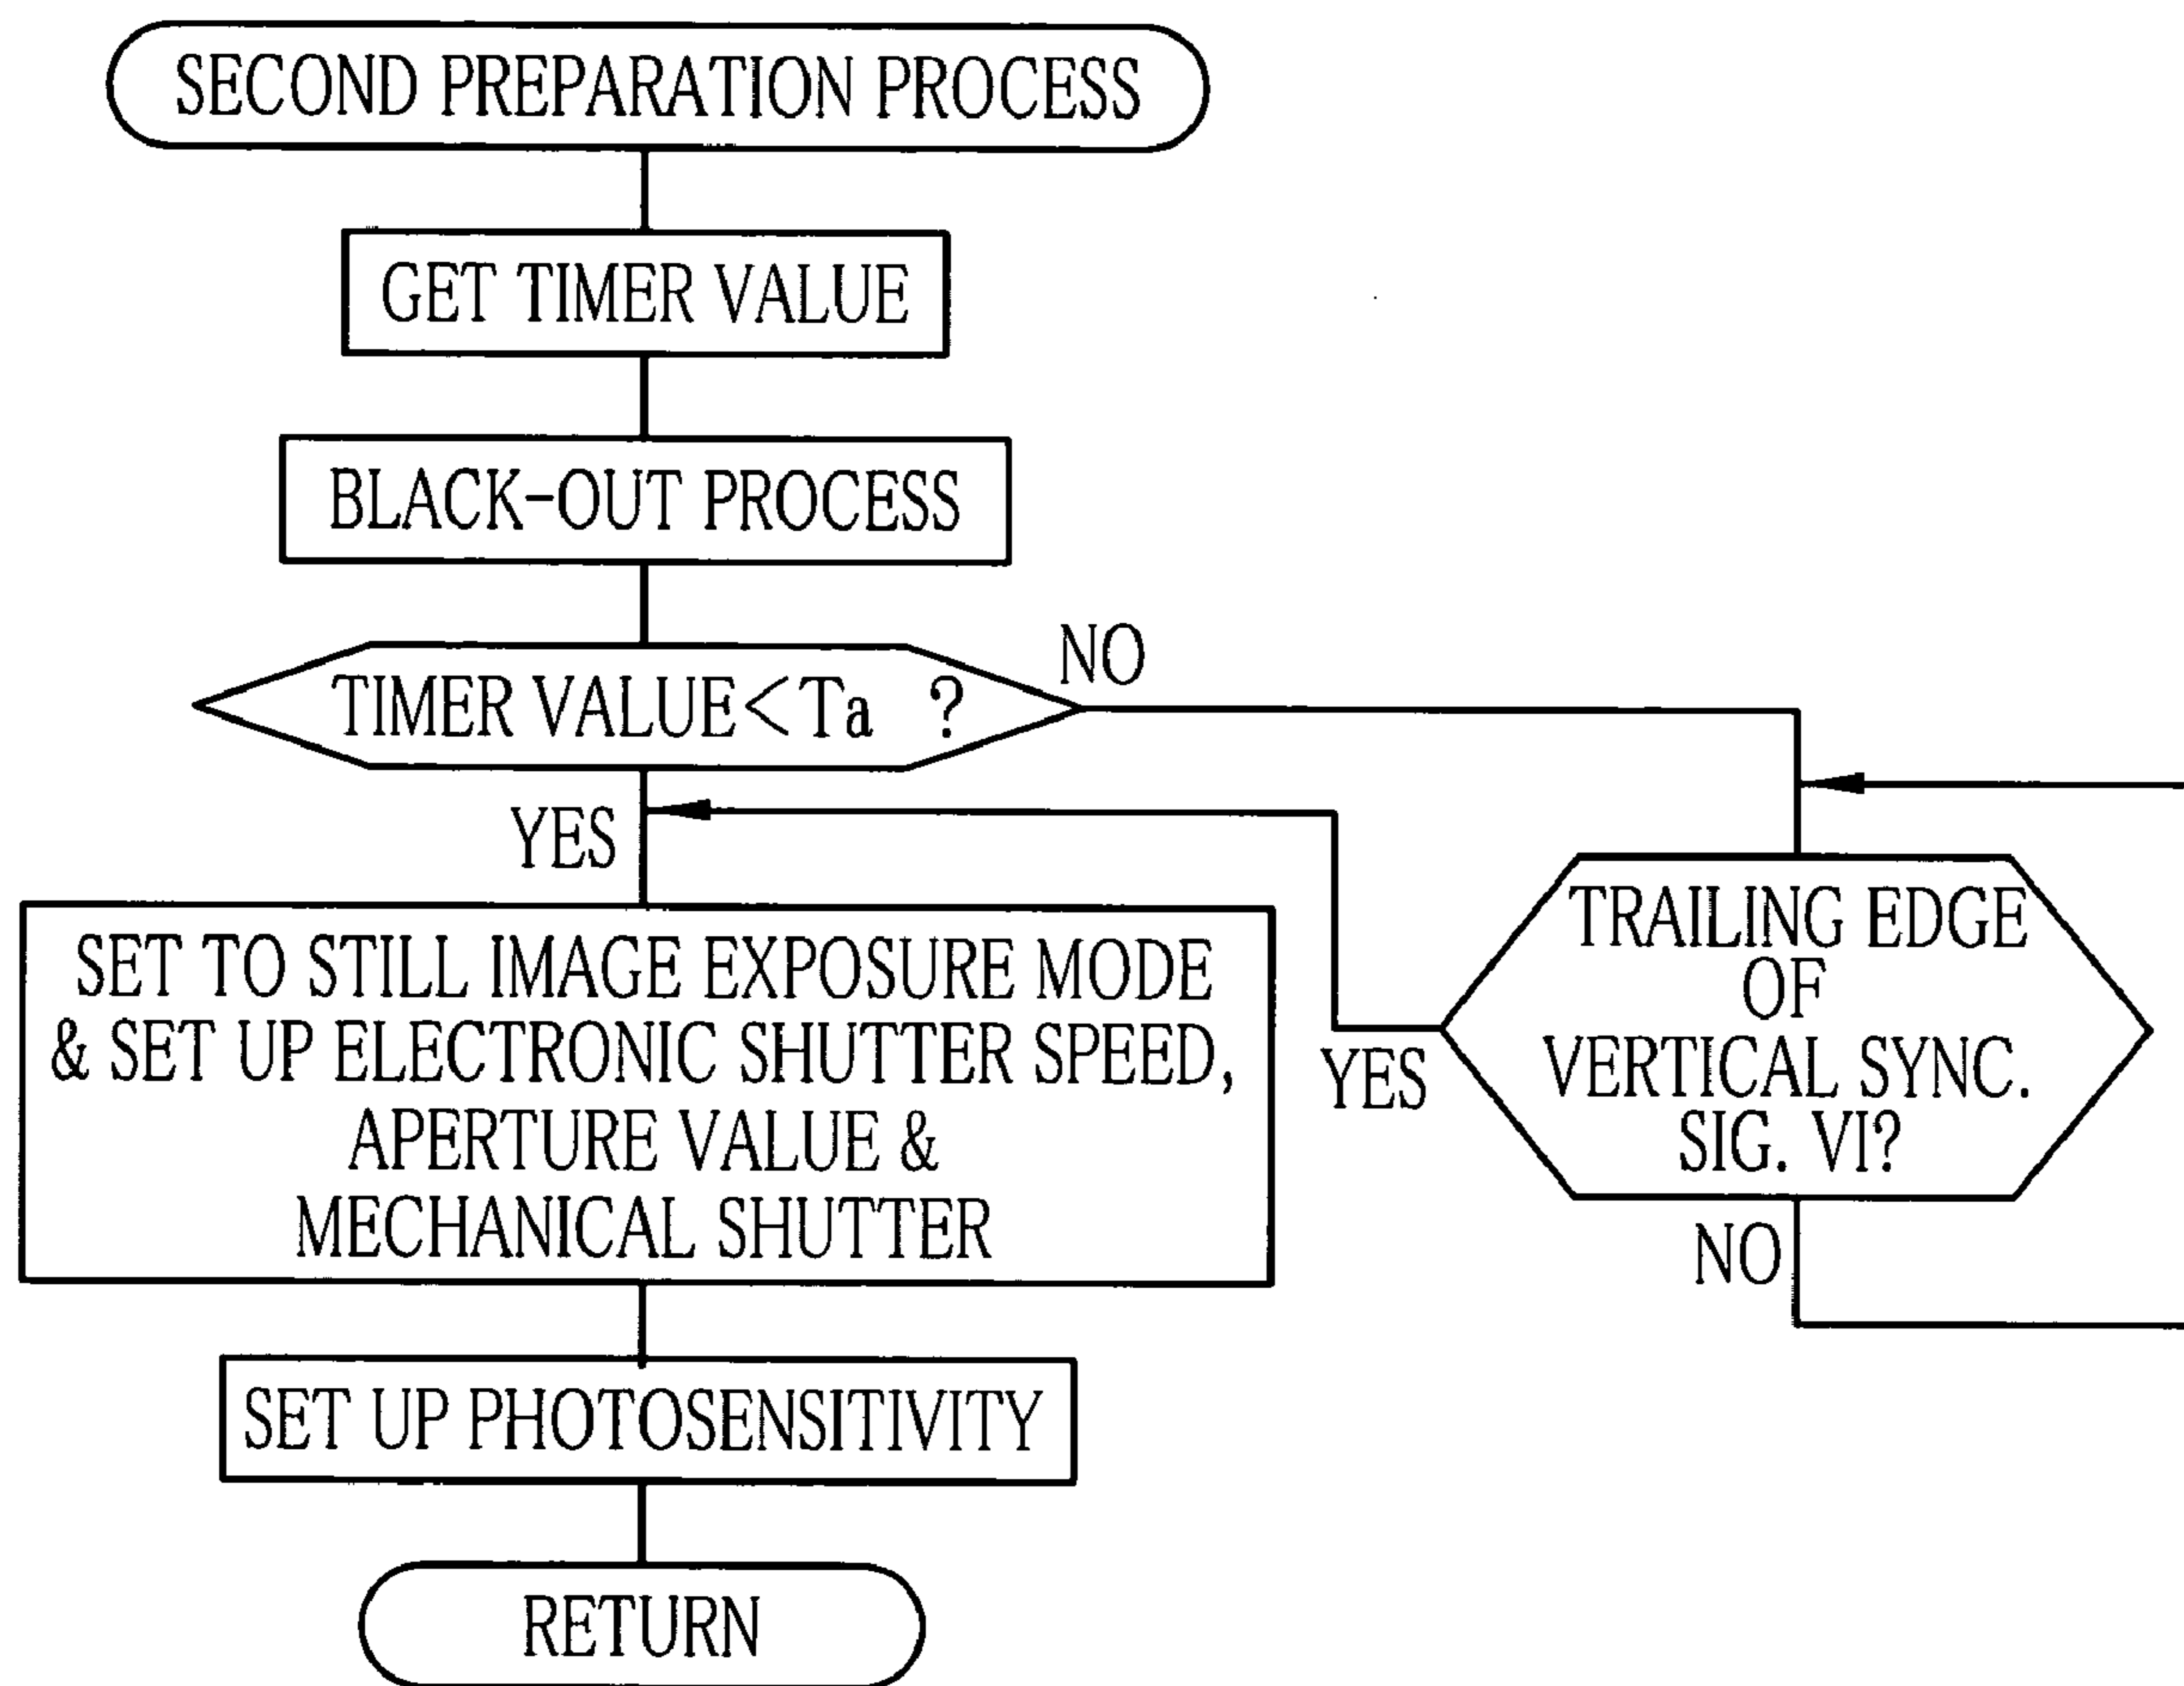 SECOND PREPARATION PROCESS
GET TIMER VALUE
BLACK-OUT PROCESS
TIMER VALUE<Ta ?
NO
YES
SET TO STILL IMAGE EXPOSURE MODE
& SET UP ELECTRONIC SHUTTER SPEED,
APERTURE VALUE &
MECHANICAL SHUTTER
TRAILING EDGE
OF
VERTICAL SYNC.
SIG. VI?
YES
NO
SET UP PHOTOSENSITIVITY
RETURN